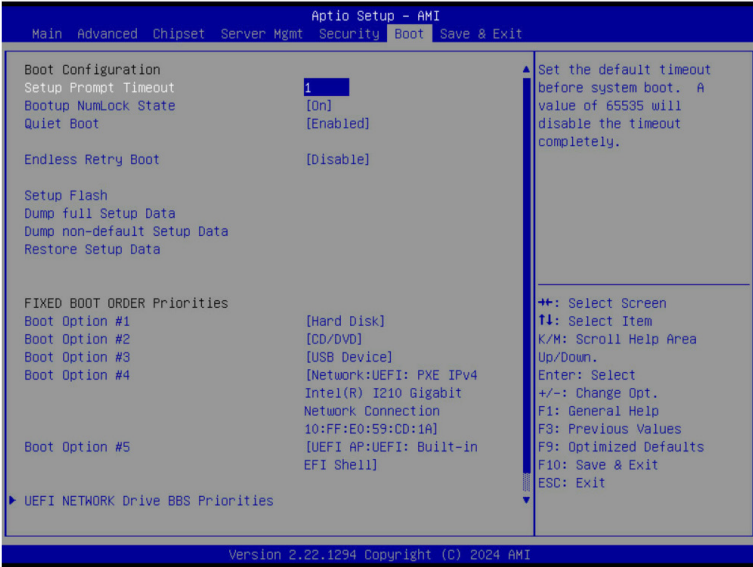 Aptio Setup - AMI
Main Advanced Chipset Server Mgmt Security Boot Save & Exit
Boot Configuration
Setup Prompt Timeout 1
Bootup NumLock State [On]
Quiet Boot [Enabled]
Endless Retry Boot [Disable]
Setup Flash
Dump full Setup Data
Dump non-default Setup Data
Restore Setup Data
FIXED BOOT ORDER Priorities
Boot Option #1 [Hard Disk]
Boot Option #2 [CD/DVD]
Boot Option #3 [USB Device]
Boot Option #4 [Network:UEFI: PXE IPv4
Intel(R) I210 Gigabit
Network Connection
10:FF:E0:59:CD:1A]
Boot Option #5 [UEFI AP:UEFI: Built-in
EFI Shell]
UEFI NETWORK Drive BBS Priorities
Set the default timeout
before system boot. A
value of 65535 will
disable the timeout
completely.
→←: Select Screen
↑↓: Select Item
K/M: Scroll Help Area
Up/Down.
Enter: Select
+/-: Change Opt.
F1: General Help
F3: Previous Values
F9: Optimized Defaults
F10: Save & Exit
ESC: Exit
Version 2.22.1294 Copyright (C) 2024 AMI